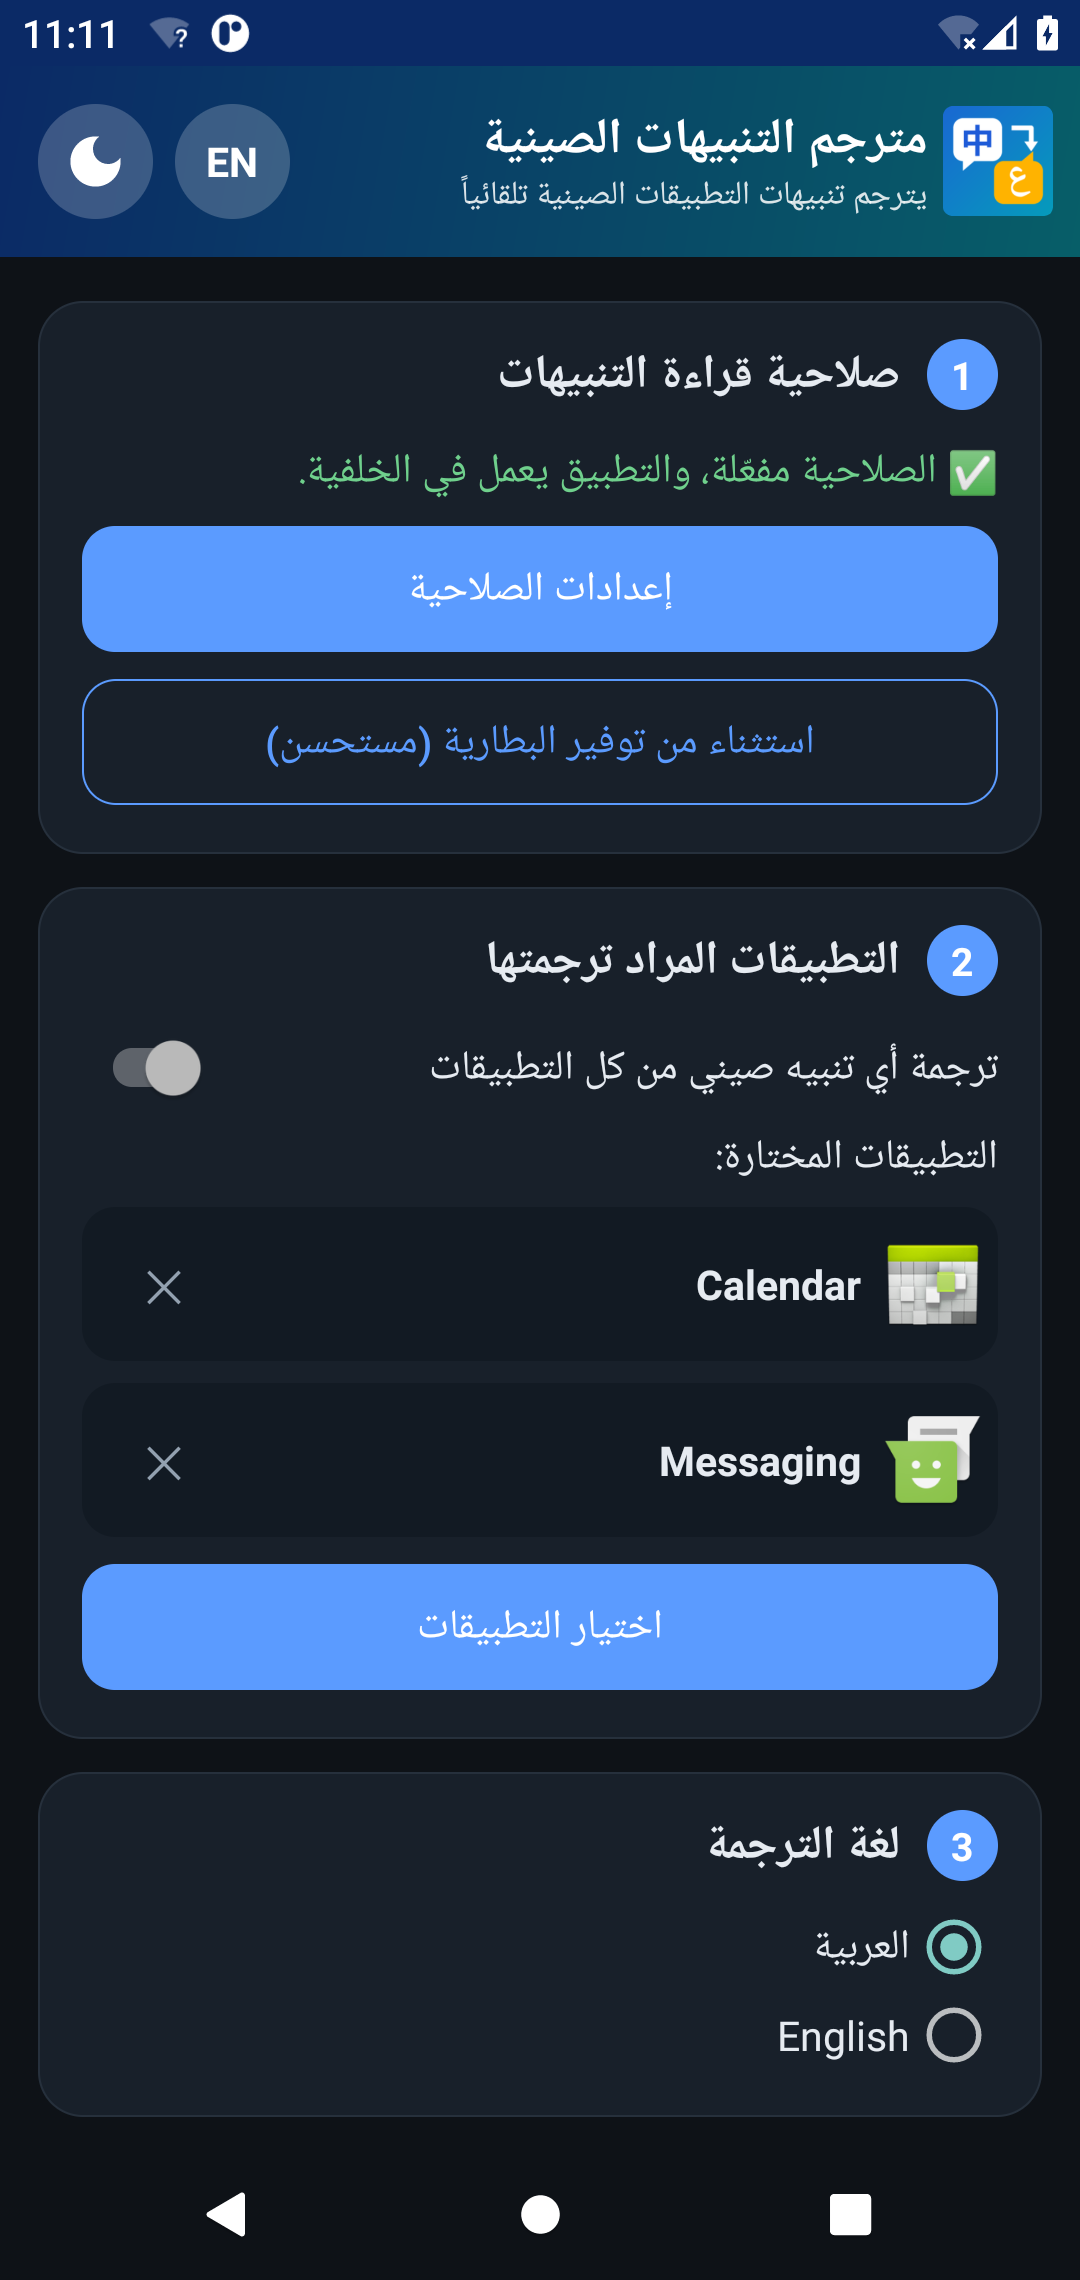 11:11
EN
مترجم التنبيهات الصينية
يترجم تنبيهات التطبيقات الصينية تلقائياً
中
ع
1
صلاحية قراءة التنبيهات
✅ الصلاحية مفعّلة، والتطبيق يعمل في الخلفية.
إعدادات الصلاحية
استثناء من توفير البطارية (مستحسن)
2
التطبيقات المراد ترجمتها
ترجمة أي تنبيه صيني من كل التطبيقات
التطبيقات المختارة:
Calendar
Messaging
اختيار التطبيقات
3
لغة الترجمة
العربية
English